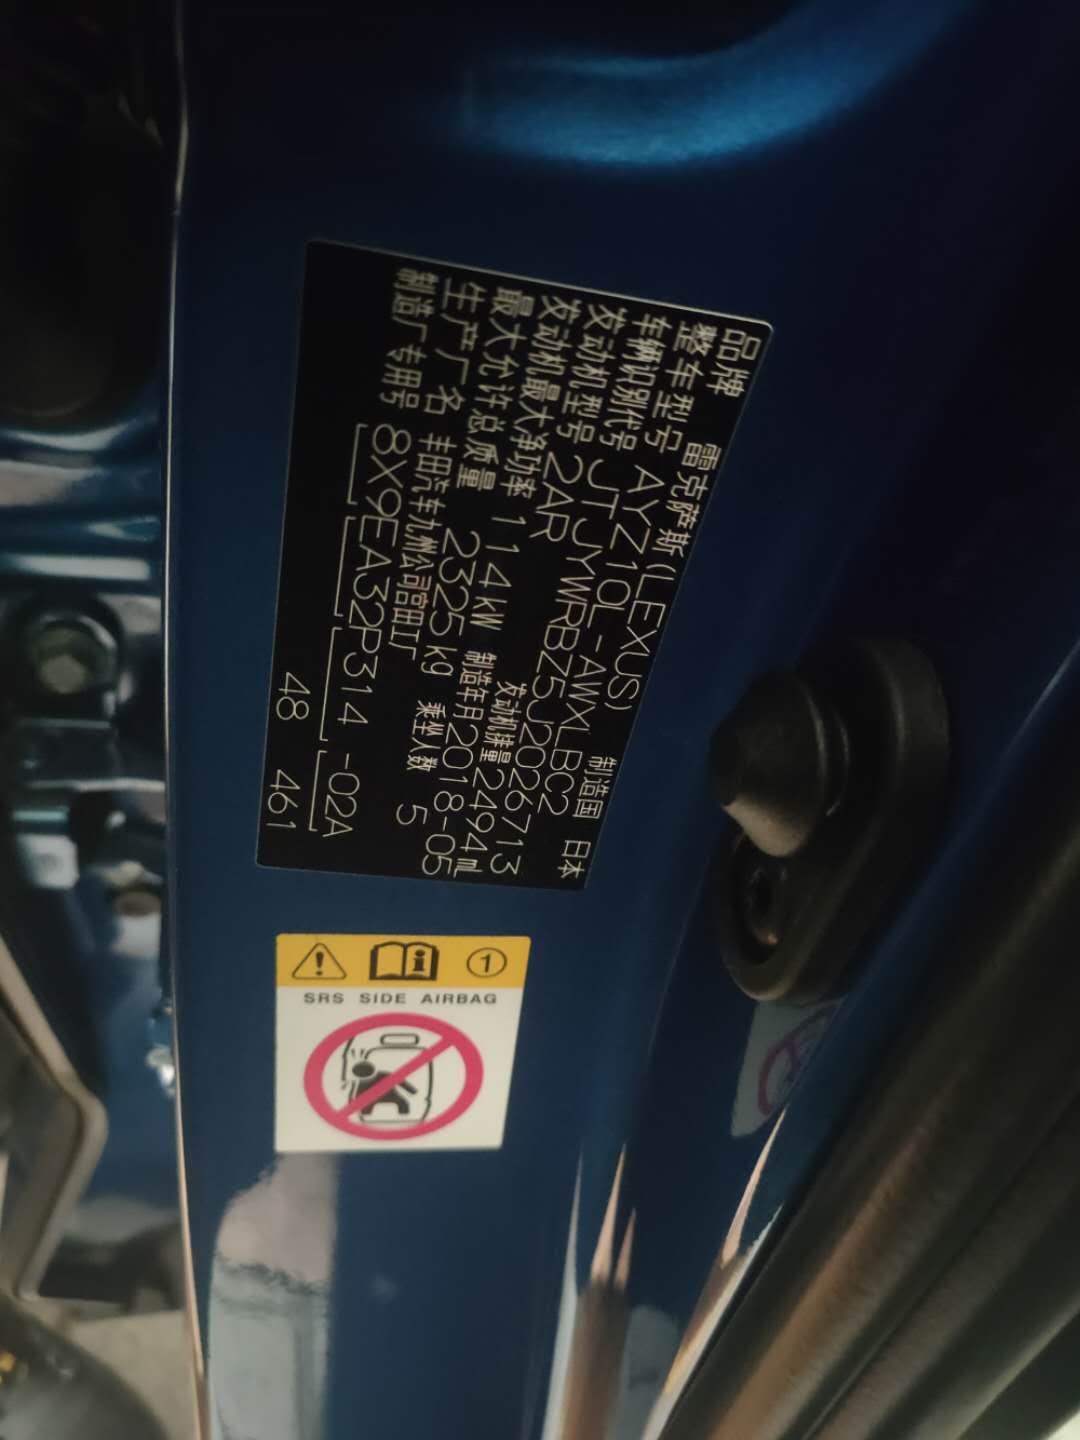 品牌 雷克萨斯(LEXUS) 制造国 日本
整车型号 AYZ10L-AWXLBC2
车辆识别代号 JTJYWRBZ5J2026713
发动机型号 2AR 发动机排量 2494mL
发动机最大净功率 114kW 制造年月 2018-05
最大允许总质量 2325kg 乘坐人数 5
生产厂名 丰田汽车九州公司宫田工厂
制造厂专用号 8X9 EA32 P314 -02A
48 461
1
SRS SIDE AIRBAG